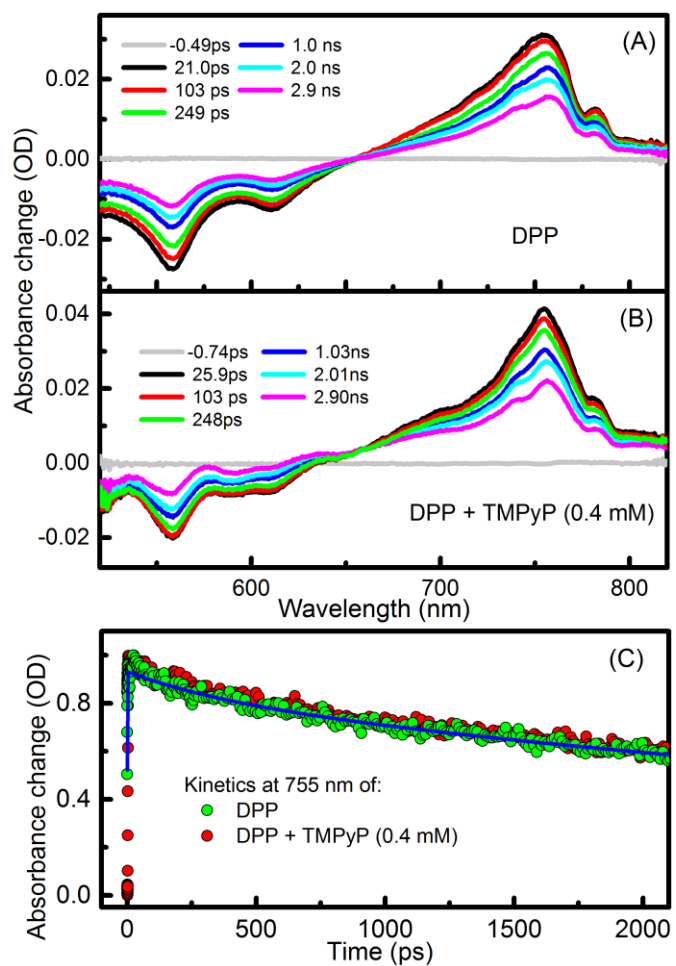 (A)
-0.49ps 1.0 ns
21.0ps 2.0 ns
103 ps 2.9 ns
249 ps
0.02
0.00
-0.02
DPP
Absorbance change (OD)
(B)
-0.74ps 1.03ns
25.9ps 2.01ns
103 ps 2.90ns
248ps
0.04
0.02
0.00
-0.02
DPP + TMPyP (0.4 mM)
600 700 800
Wavelength (nm)
(C)
Absorbance change (OD)
0.8
0.4
0.0
Kinetics at 755 nm of:
DPP
DPP + TMPyP (0.4 mM)
0 500 1000 1500 2000
Time (ps)